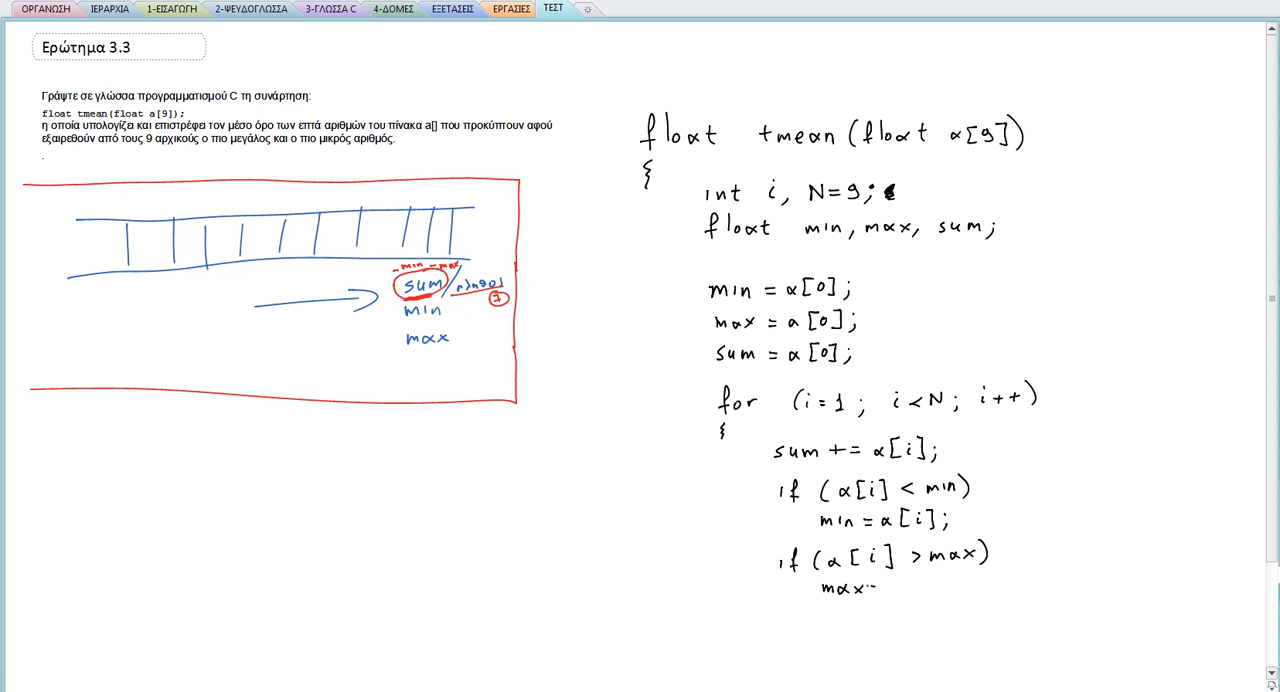 ΟΡΓΑΝΩΣΗ ΙΕΡΑΡΧΙΑ 1-ΕΙΣΑΓΩΓΗ 2-ΨΕΥΔΟΓΛΩΣΣΑ 3-ΓΛΩΣΣΑ C 4-ΔΟΜΕΣ ΕΞΕΤΑΣΕΙΣ ΕΡΓΑΣΙΕΣ ΤΕΣΤ
Ερώτημα 3.3
Γράψτε σε γλώσσα προγραμματισμού C τη συνάρτηση:
float tmean(float a[9]);
η οποία υπολογίζει και επιστρέφει τον μέσο όρο των επτά αριθμών του πίνακα a[] που προκύπτουν αφού
εξαιρεθούν από τους 9 αρχικούς ο πιο μεγάλος και ο πιο μικρός αριθμός.
.
-min -max
sum/πληθος
7
min
max
float tmean (float a[9])
{
int i, N=9;
float min, max, sum;
min = a[0];
max = a[0];
sum = a[0];
for (i=1; i<N; i++)
{
sum += a[i];
if (a[i] < min)
min = a[i];
if (a[i] > max)
max-